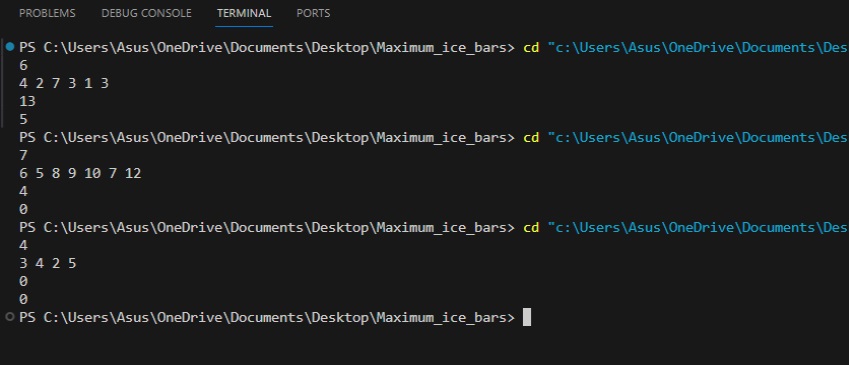 PROBLEMS DEBUG CONSOLE TERMINAL PORTS
PS C:\Users\Asus\OneDrive\Documents\Desktop\Maximum_ice_bars> cd "c:\Users\Asus\OneDrive\Documents\Des
6
4 2 7 3 1 3
13
5
PS C:\Users\Asus\OneDrive\Documents\Desktop\Maximum_ice_bars> cd "c:\Users\Asus\OneDrive\Documents\Des
7
6 5 8 9 10 7 12
4
0
PS C:\Users\Asus\OneDrive\Documents\Desktop\Maximum_ice_bars> cd "c:\Users\Asus\OneDrive\Documents\Des
4
3 4 2 5
0
0
PS C:\Users\Asus\OneDrive\Documents\Desktop\Maximum_ice_bars>